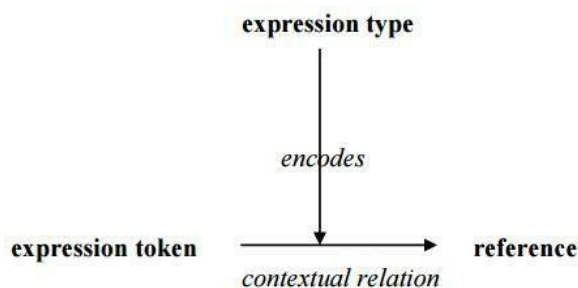 expression type
encodes
expression token
reference
contextual relation